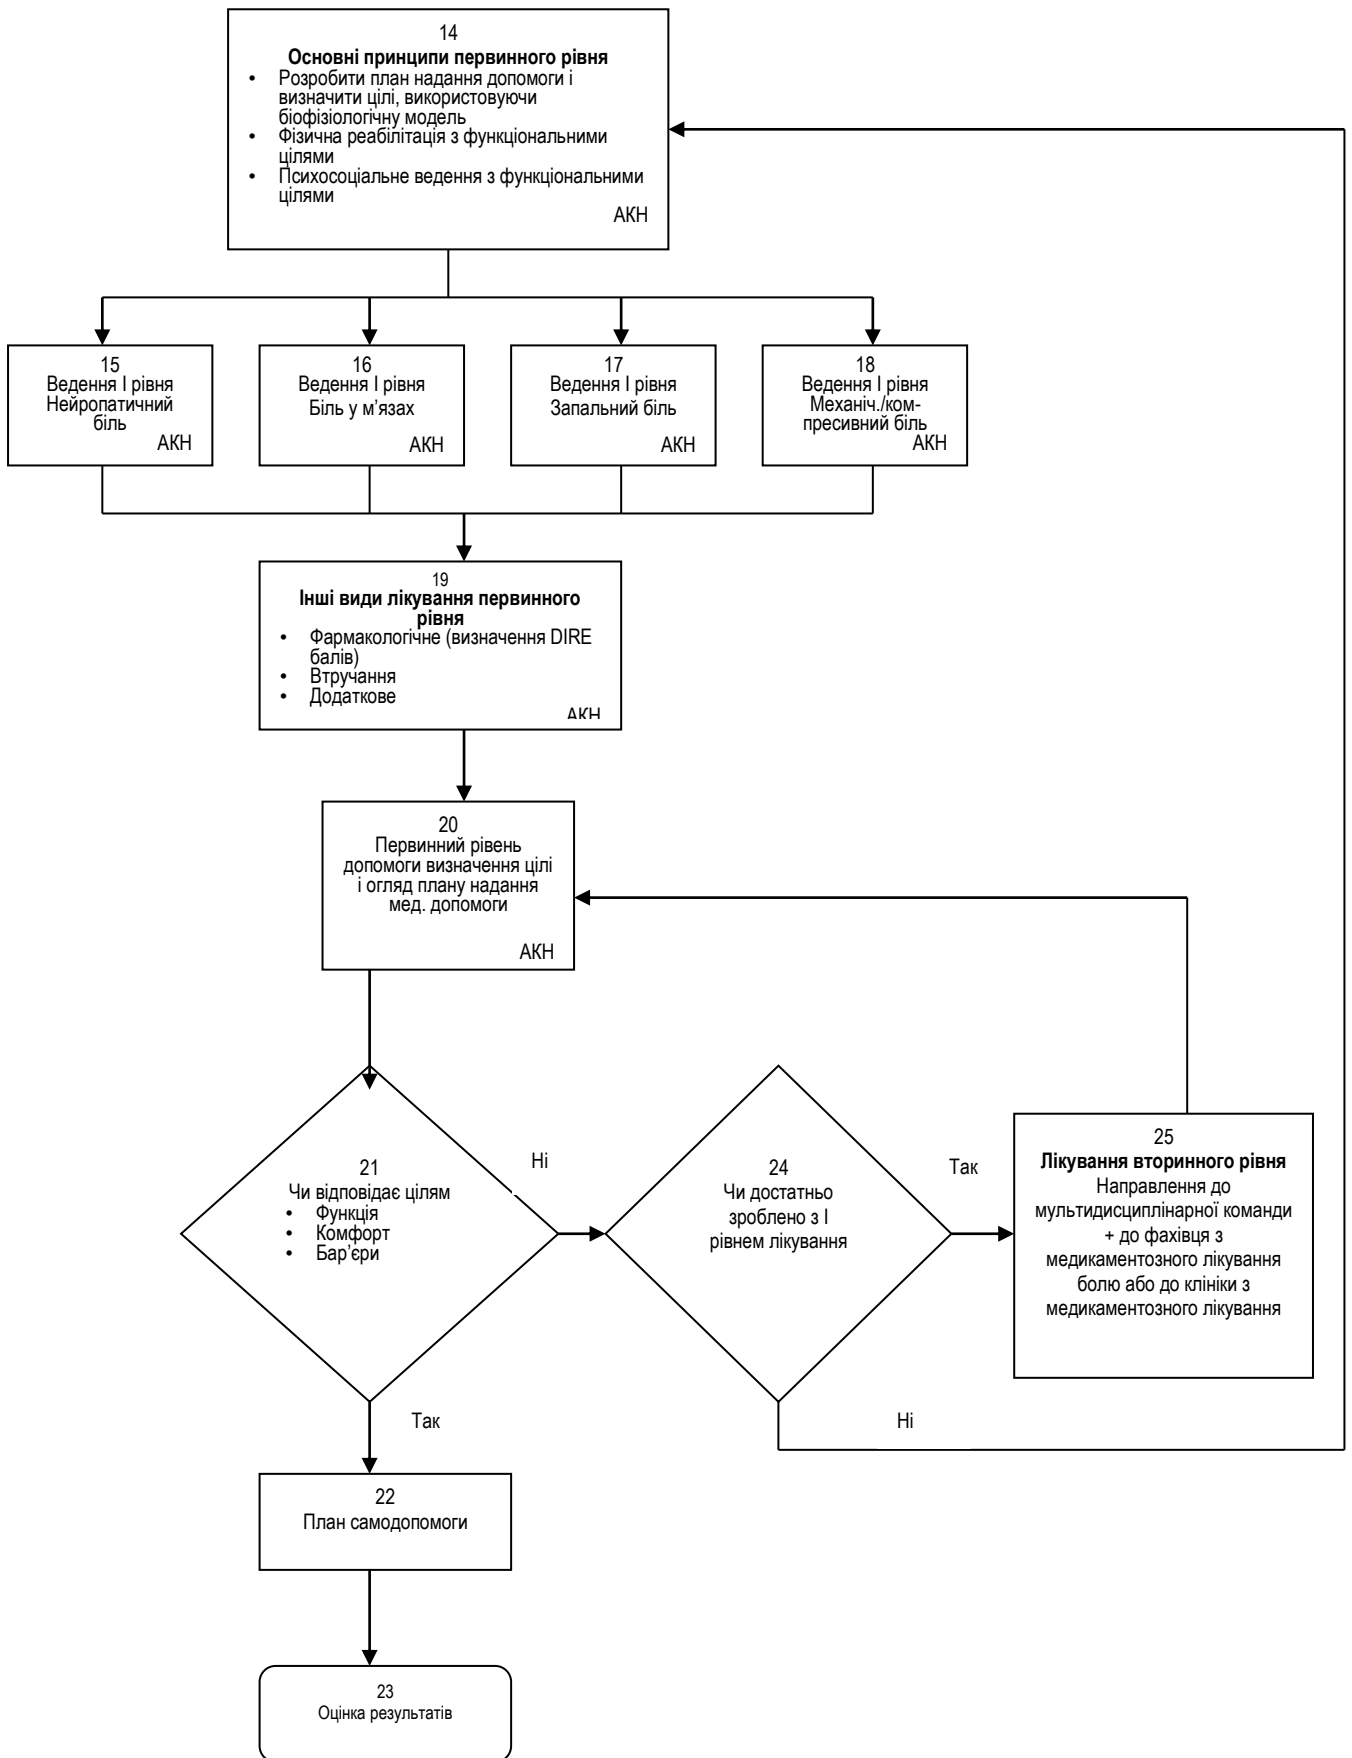 14
Основні принципи первинного рівня
• Розробити план надання допомоги і
визначити цілі, використовуючи
біофізіологічну модель
• Фізична реабілітація з функціональними
цілями
• Психосоціальне ведення з функціональними
цілями
АКН
15
Ведення І рівня
Нейропатичний
біль
АКН
16
Ведення І рівня
Біль у м’язах
АКН
17
Ведення І рівня
Запальний біль
АКН
18
Ведення І рівня
Механіч./ком-
пресивний біль
АКН
19
Інші види лікування первинного
рівня
• Фармакологічне (визначення DIRE
балів)
• Втручання
• Додаткове
АКН
20
Первинний рівень
допомоги визначення цілі
і огляд плану надання
мед. допомоги
АКН
21
Чи відповідає цілям
• Функція
• Комфорт
• Бар’єри
Ні
24
Чи достатньо
зроблено з І
рівнем лікування
Так
25
Лікування вторинного рівня
Направлення до
мультидисциплінарної команди
+ до фахівця з
медикаментозного лікування
болю або до клініки з
медикаментозного лікування
Так
Ні
22
План самодопомоги
23
Оцінка результатів